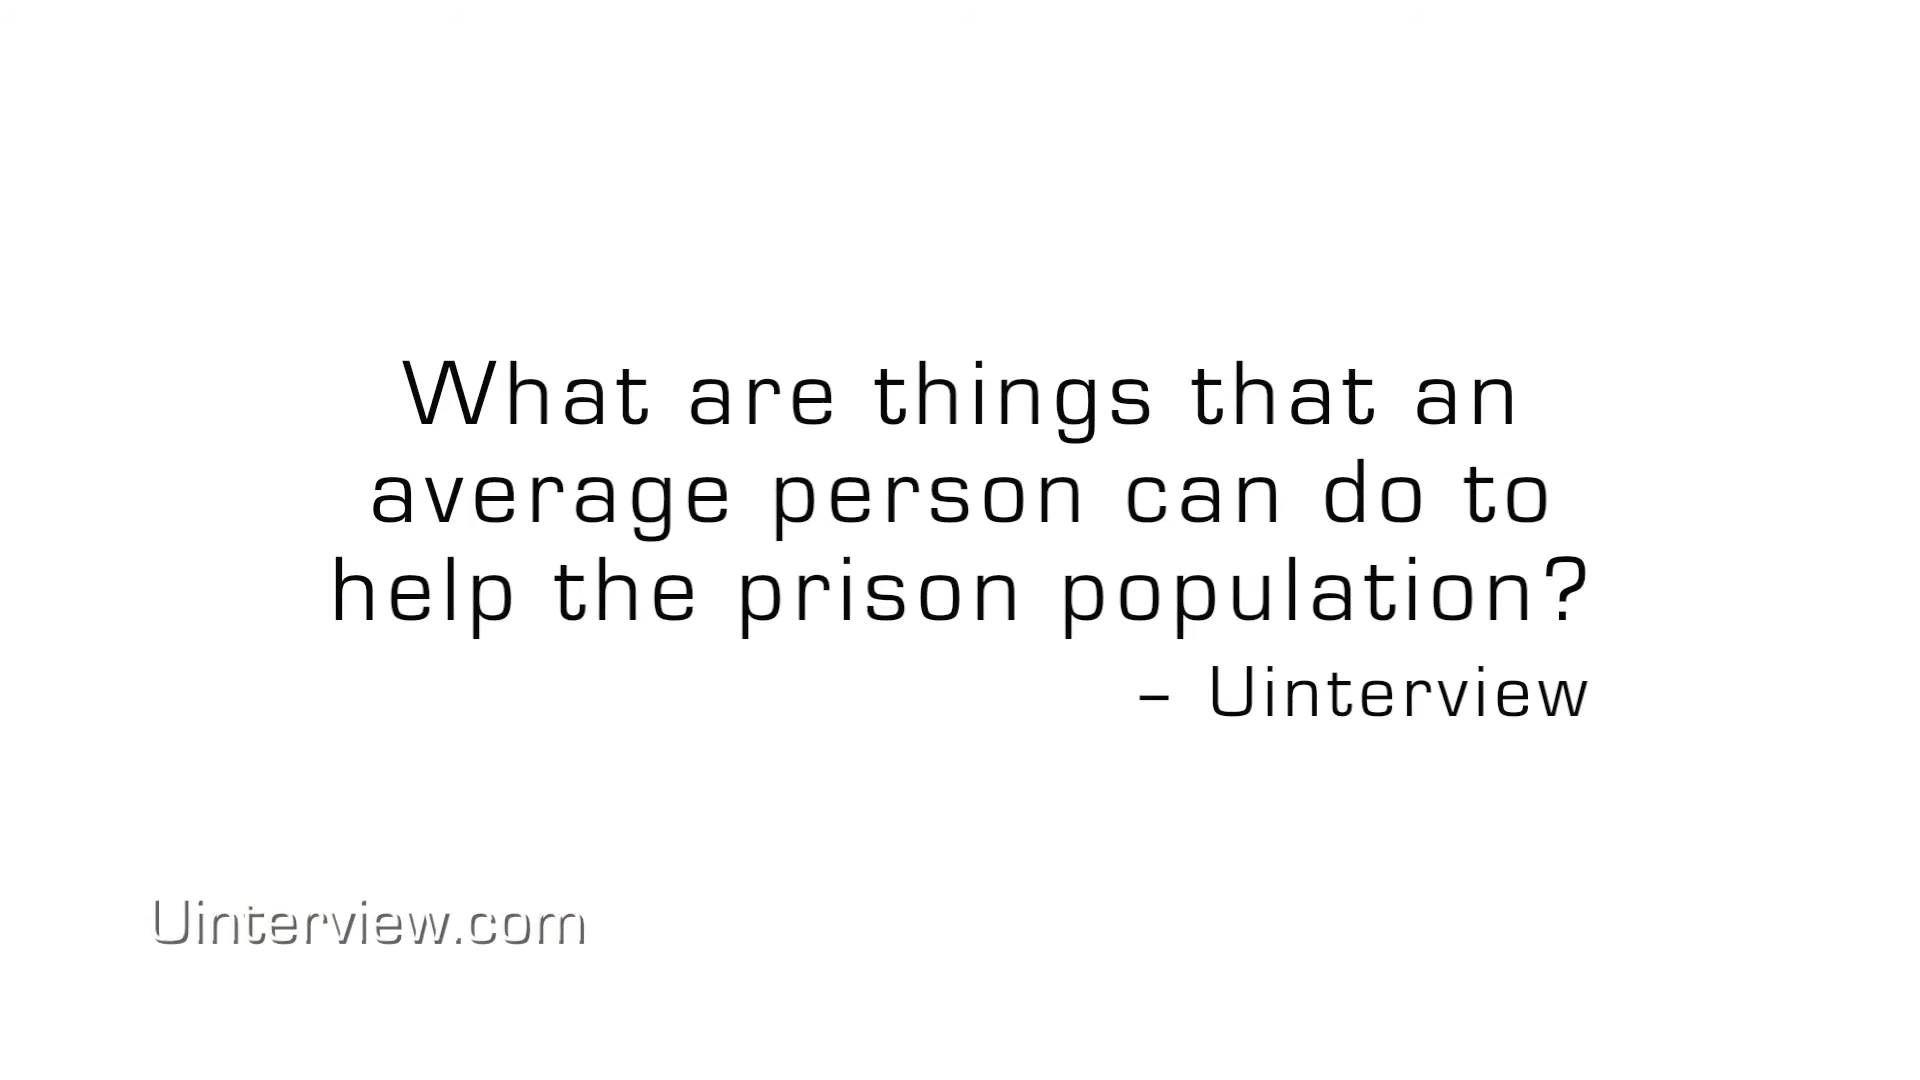 What are things that an
average person can do to
help the prison population?
– Uinterview
Uinterview.com